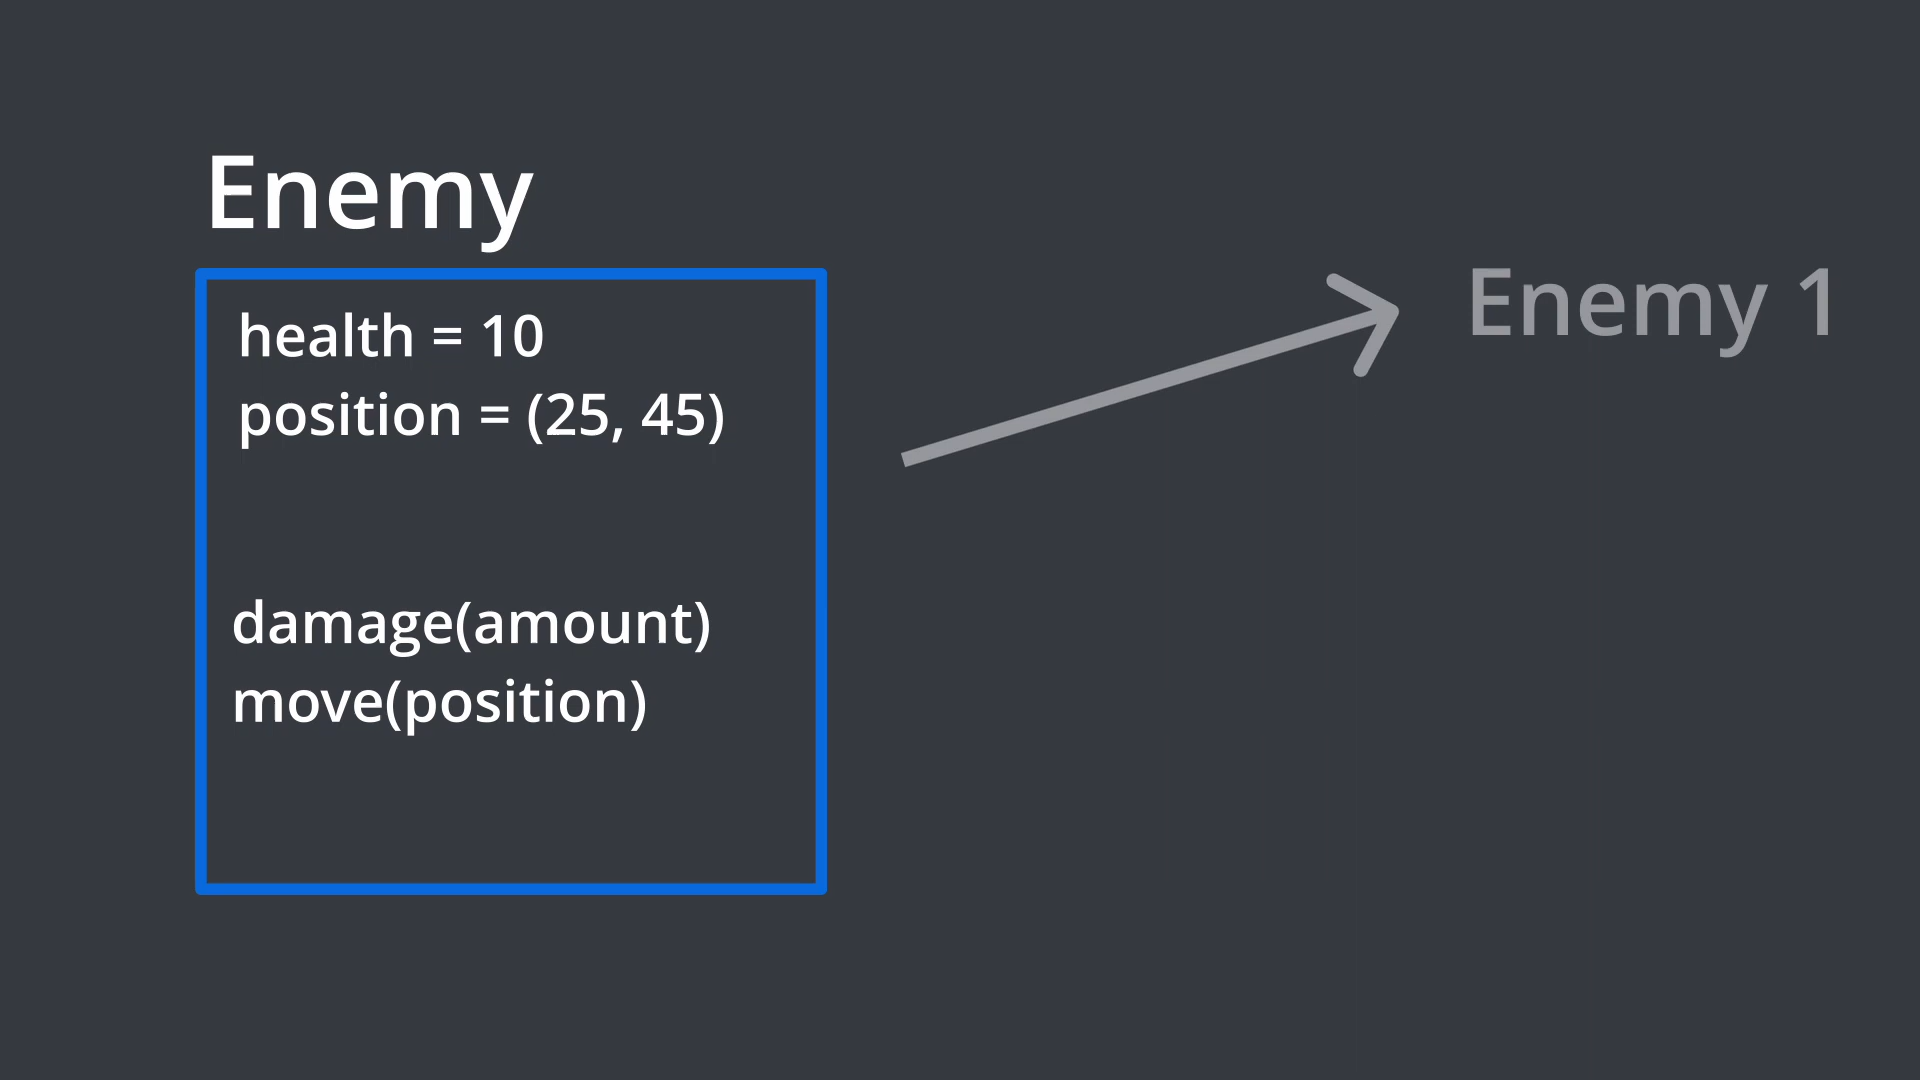 Enemy
health = 10
position = (25, 45)
damage(amount)
move(position)
Enemy 1